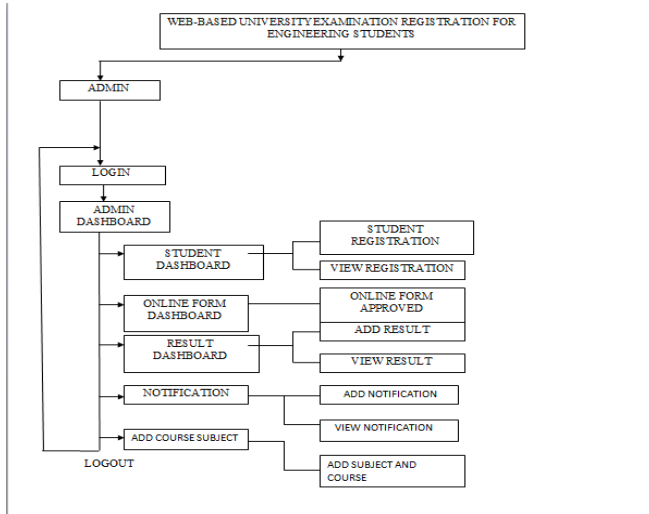 WEB-BASED UNIVERSITY EXAMINATION REGISTRATION FOR
ENGINEERING STUDENTS
ADMIN
LOGIN
ADMIN
DASHBOARD
STUDENT
DASHBOARD
STUDENT
REGISTRATION
VIEW REGISTRATION
ONLINE FORM
DASHBOARD
ONLINE FORM
APPROVED
RESULT
DASHBOARD
ADD RESULT
VIEW RESULT
NOTIFICATION
ADD NOTIFICATION
VIEW NOTIFICATION
ADD COURSE SUBJECT
ADD SUBJECT AND
COURSE
LOGOUT